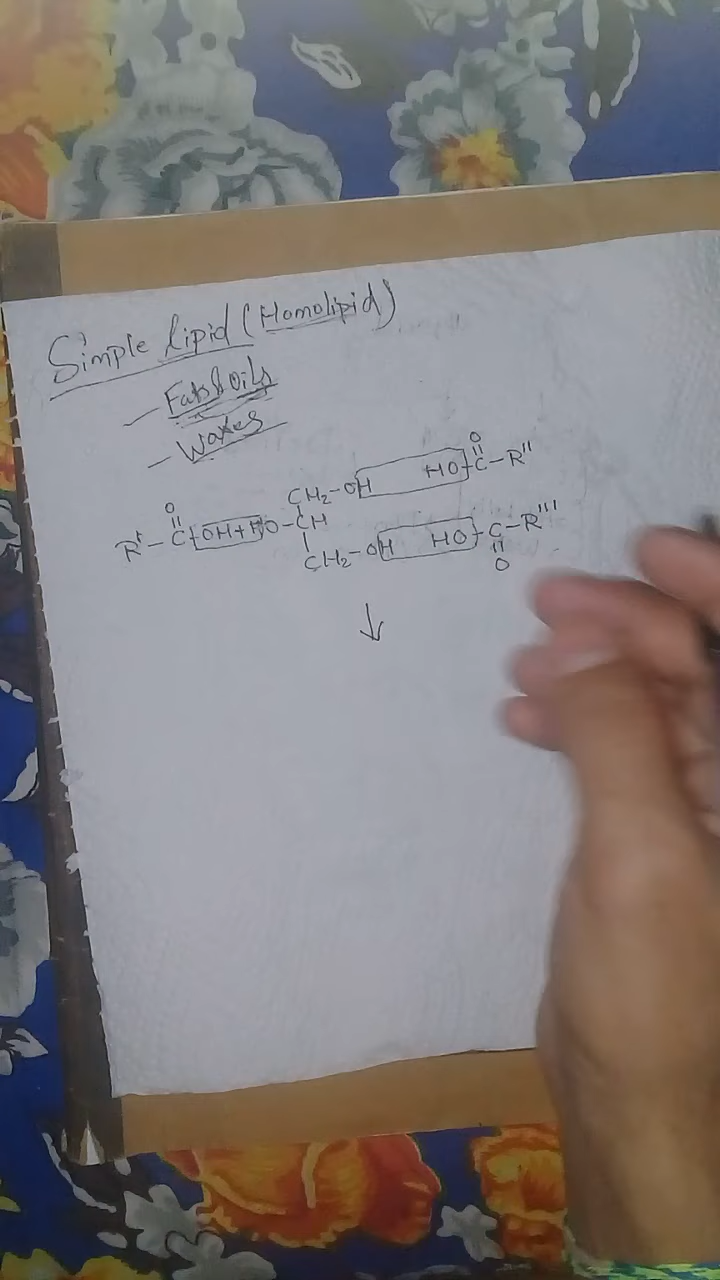 Simple Lipid (Homolipid)
— Fats & Oils
— Waxes
O
CH₂-OH HO-C-R''
O
R'-C-OH+HO-CH
CH₂-OH HO-C-R'''
O